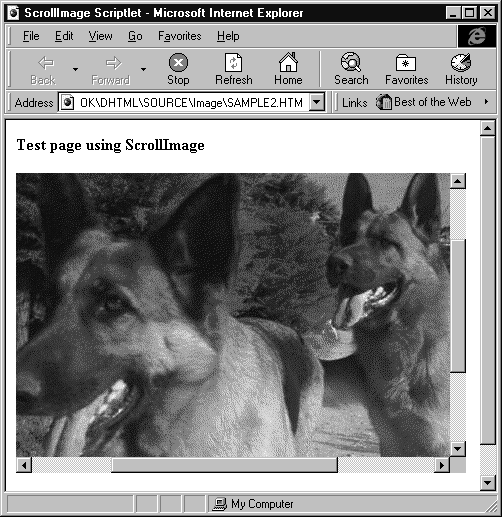 ScrollImage Scriptlet - Microsoft Internet Explorer
File Edit View Go Favorites Help
Back Forward Stop Refresh Home Search Favorites History
Address OK\DHTML\SOURCE\Image\SAMPLE2.HTM Links Best of the Web
Test page using ScrollImage
My Computer